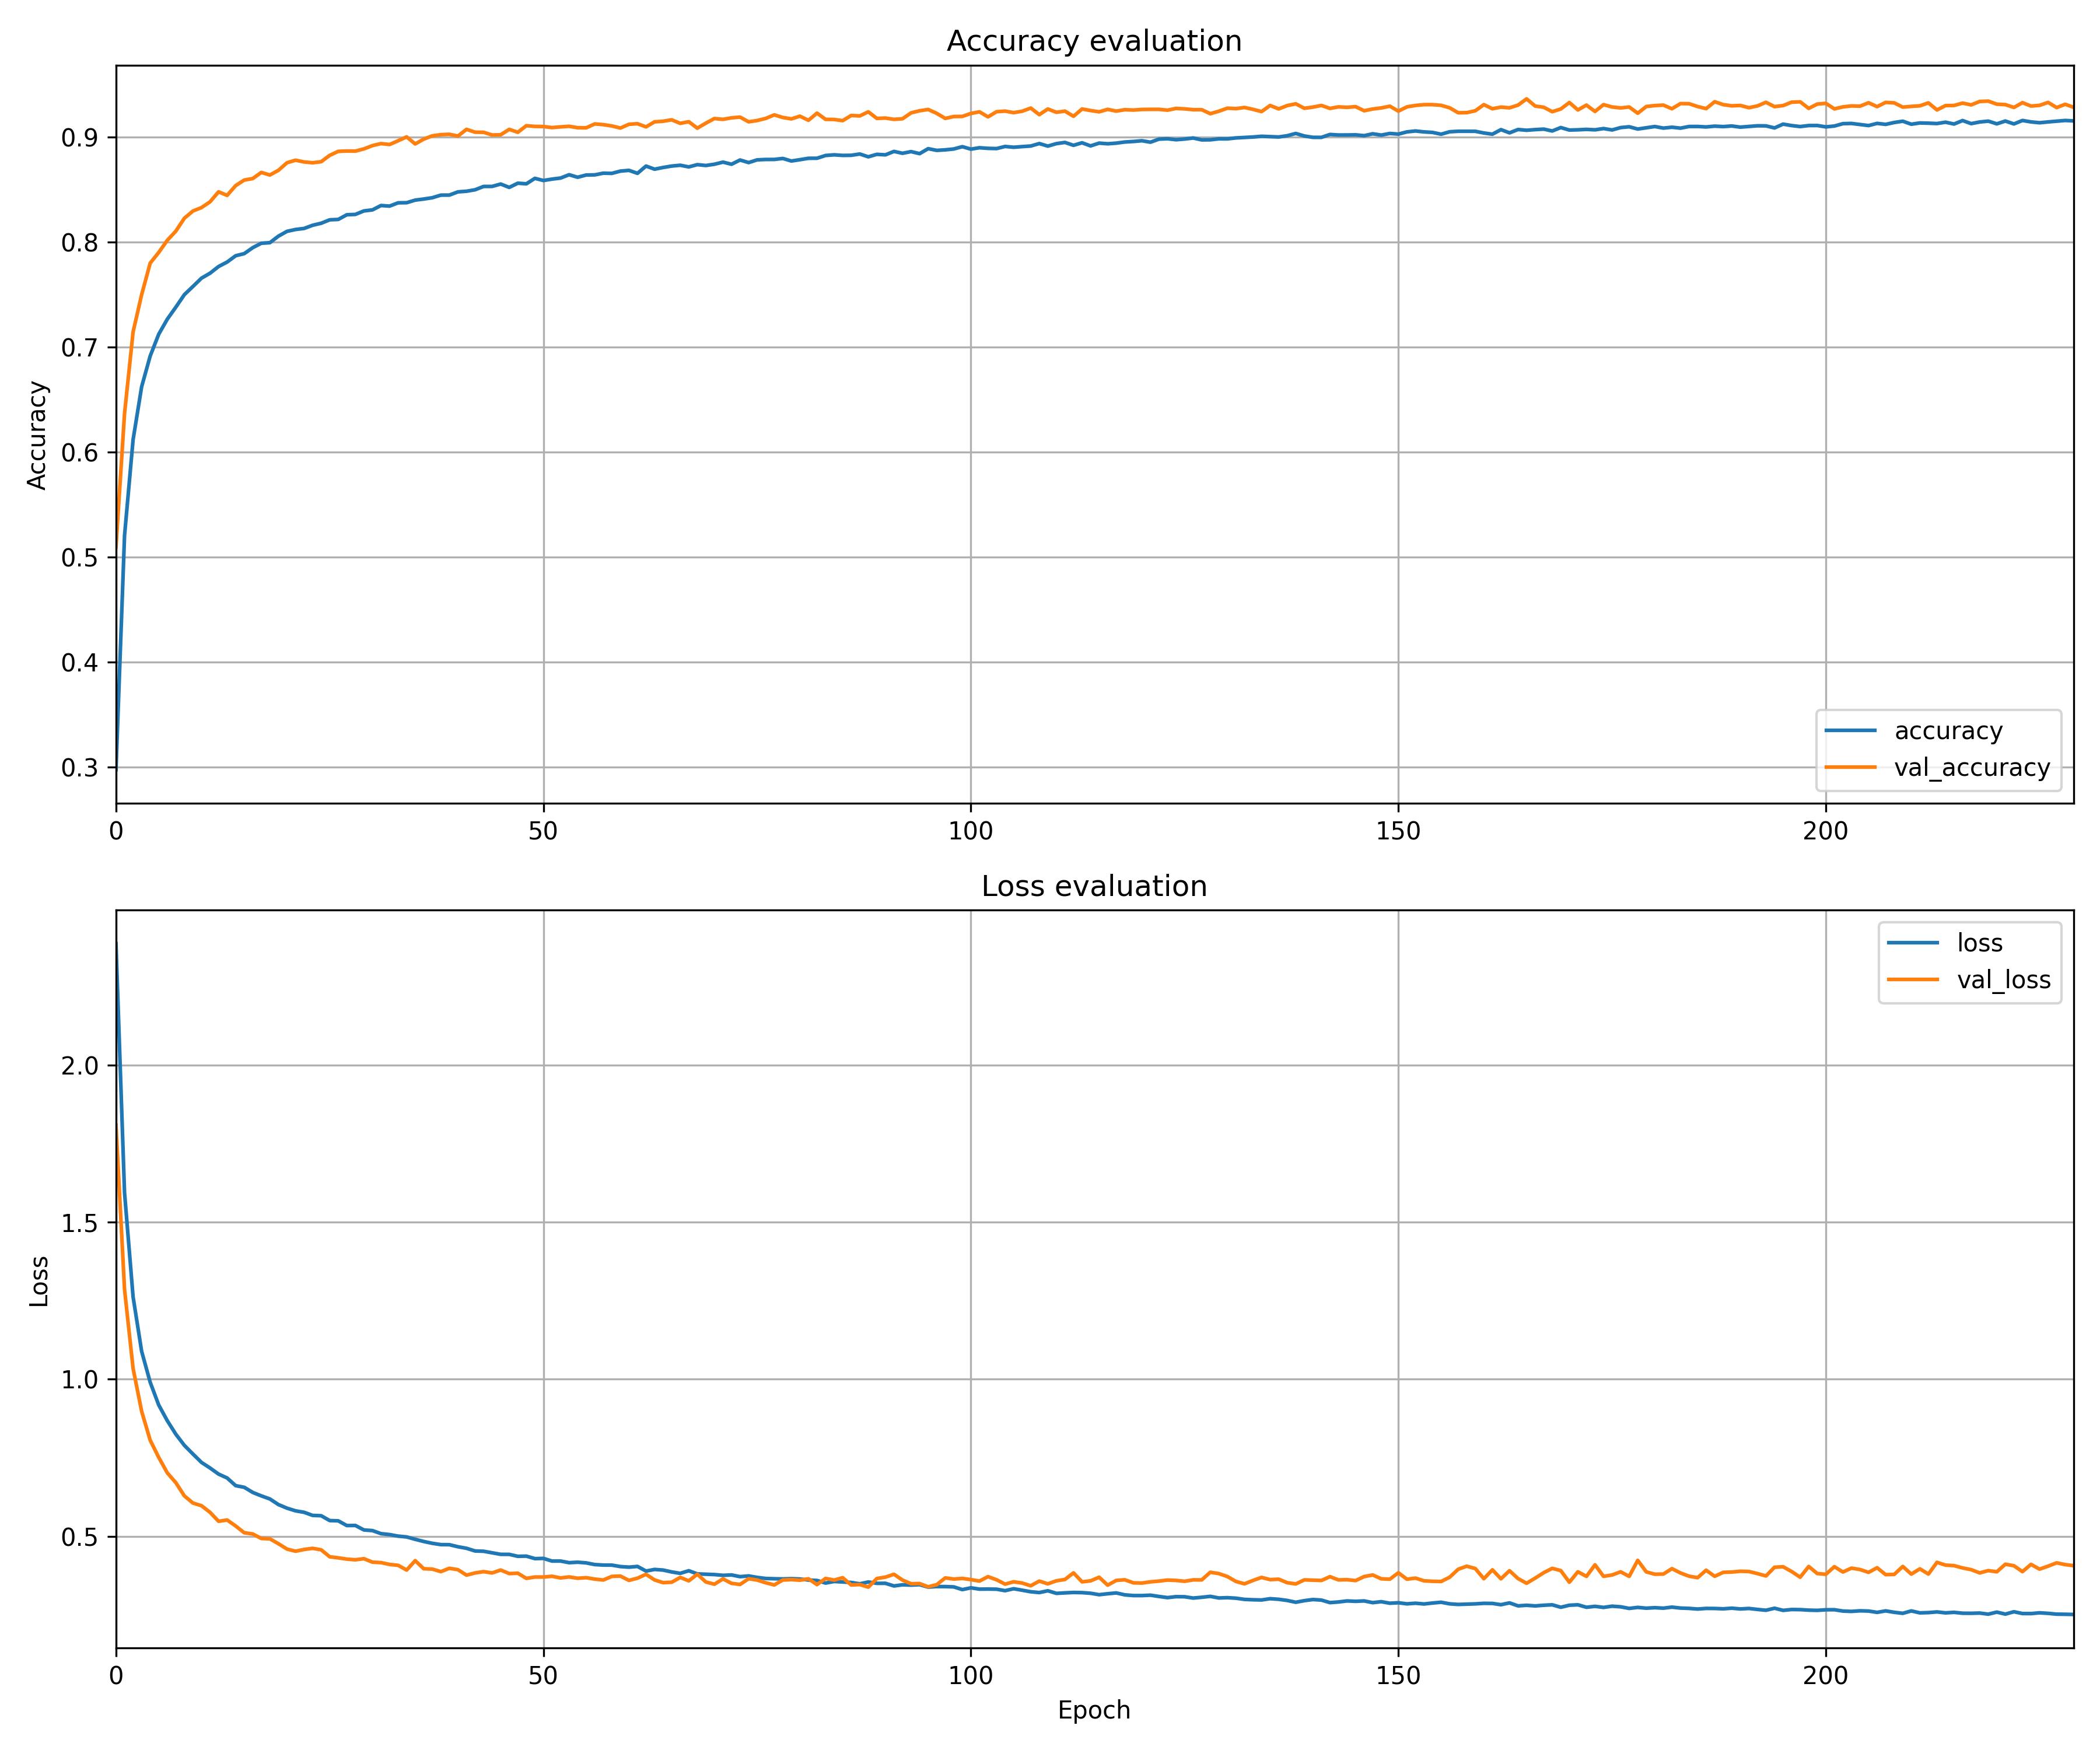 Accuracy evaluation
0.9
0.8
0.7
0.6
0.5
0.4
0.3
Accuracy
accuracy
val_accuracy
0 50 100 150 200
Loss evaluation
loss
val_loss
2.0
1.5
1.0
0.5
Loss
0 50 100 150 200
Epoch